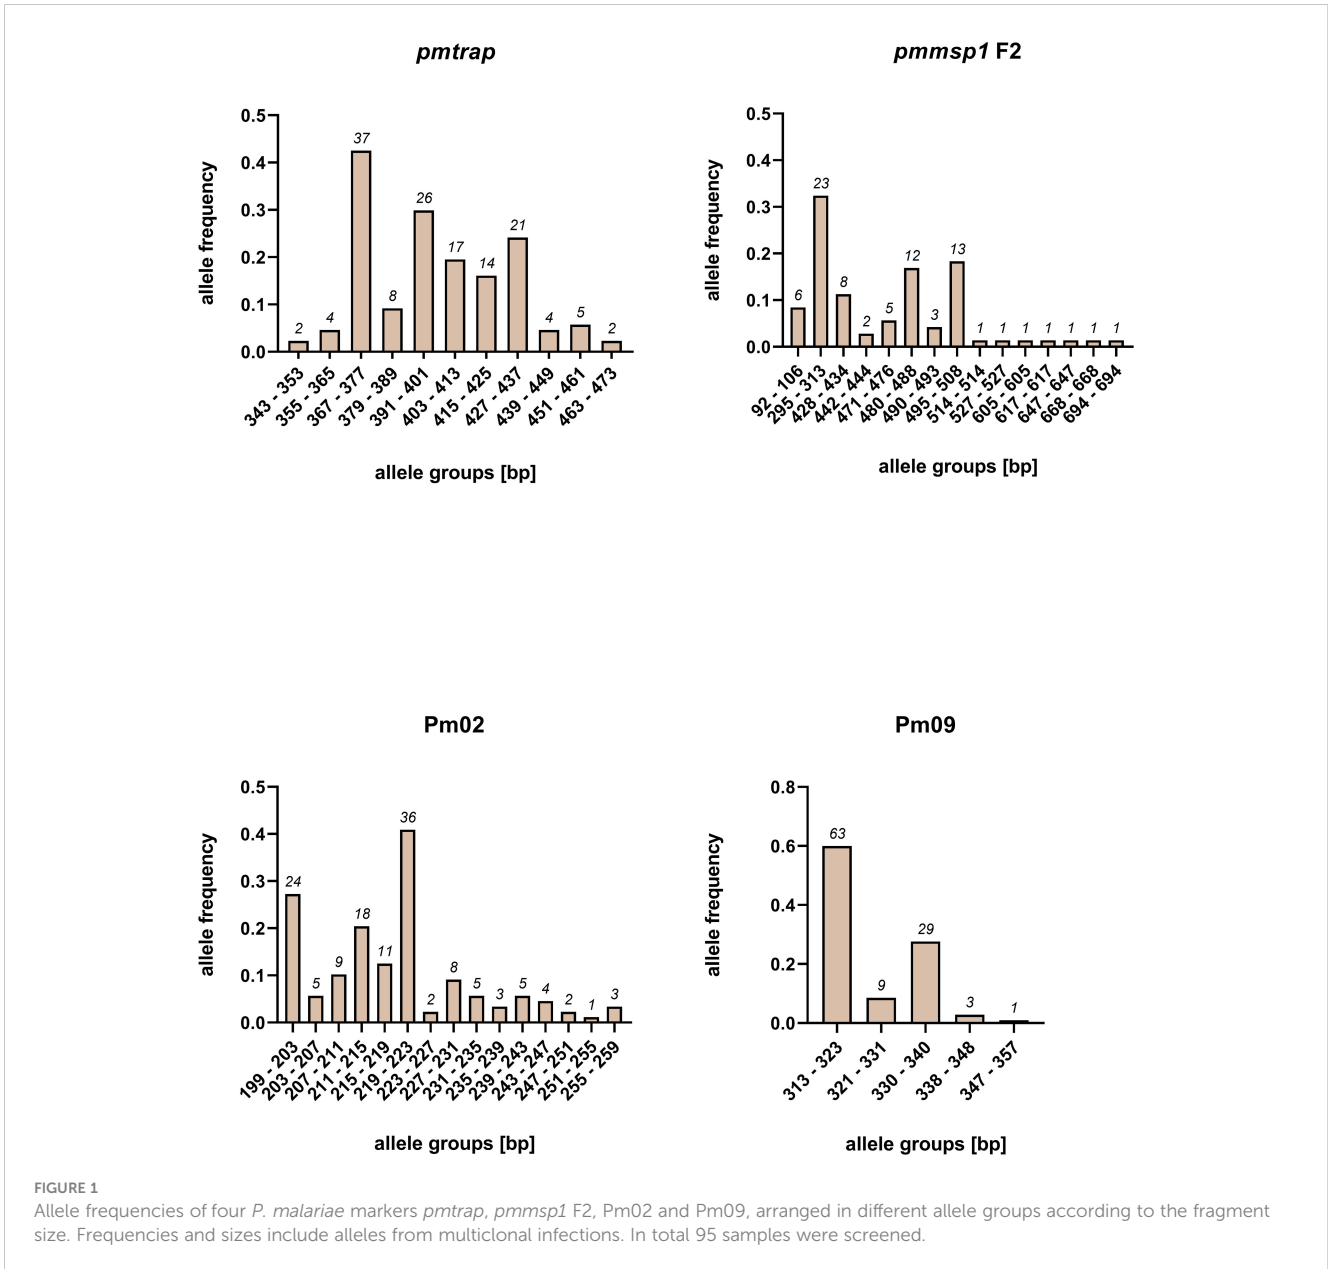 pmtrap
0.5
0.4
0.3
0.2
0.1
0.0
allele frequency
2
4
37
8
26
17
14
21
4
5
2
343 - 353
355 - 365
367 - 377
379 - 389
391 - 401
403 - 413
415 - 425
427 - 437
439 - 449
451 - 461
463 - 473
allele groups [bp]
pmmsp1 F2
0.5
0.4
0.3
0.2
0.1
0.0
allele frequency
6
23
8
2
5
12
3
13
1
1
1
1
1
1
1
92 - 106
295 - 313
428 - 434
442 - 444
471 - 476
480 - 488
490 - 493
495 - 508
514 - 514
527 - 527
605 - 605
617 - 617
647 - 647
668 - 668
694 - 694
allele groups [bp]
Pm02
0.5
0.4
0.3
0.2
0.1
0.0
allele frequency
24
5
9
18
11
36
2
8
5
3
5
4
2
1
3
199 - 203
203 - 207
207 - 211
211 - 215
215 - 219
219 - 223
223 - 227
227 - 231
231 - 235
235 - 239
239 - 243
243 - 247
247 - 251
251 - 255
255 - 259
allele groups [bp]
Pm09
0.8
0.6
0.4
0.2
0.0
allele frequency
63
9
29
3
1
313 - 323
321 - 331
330 - 340
338 - 348
347 - 357
allele groups [bp]
FIGURE 1
Allele frequencies of four P. malariae markers pmtrap, pmmsp1 F2, Pm02 and Pm09, arranged in different allele groups according to the fragment
size. Frequencies and sizes include alleles from multiclonal infections. In total 95 samples were screened.